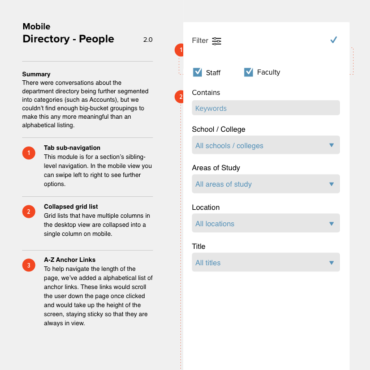 Mobile
Directory - People
2.0
Summary
There were conversations about the
department directory being further segmented
into categories (such as Accounts), but we
couldn't find enough big-bucket groupings to
make this any more meaningful than an
alphabetical listing.
1
Tab sub-navigation
This module is for a section's sibling-
level navigation. In the mobile view you
can swipe left to right to see further
options.
2
Collapsed grid list
Grid lists that have multiple columns in
the desktop view are collapsed into a
single column on mobile.
3
A-Z Anchor Links
To help navigate the length of the
page, we've added a alphabetical list of
anchor links. These links would scroll
the user down the page once clicked
and would take up the height of the
screen, staying sticky so that they are
always in view.
Filter
1
Staff
Faculty
2
Contains
Keywords
School / College
All schools / colleges
Areas of Study
All areas of study
Location
All locations
Title
All titles